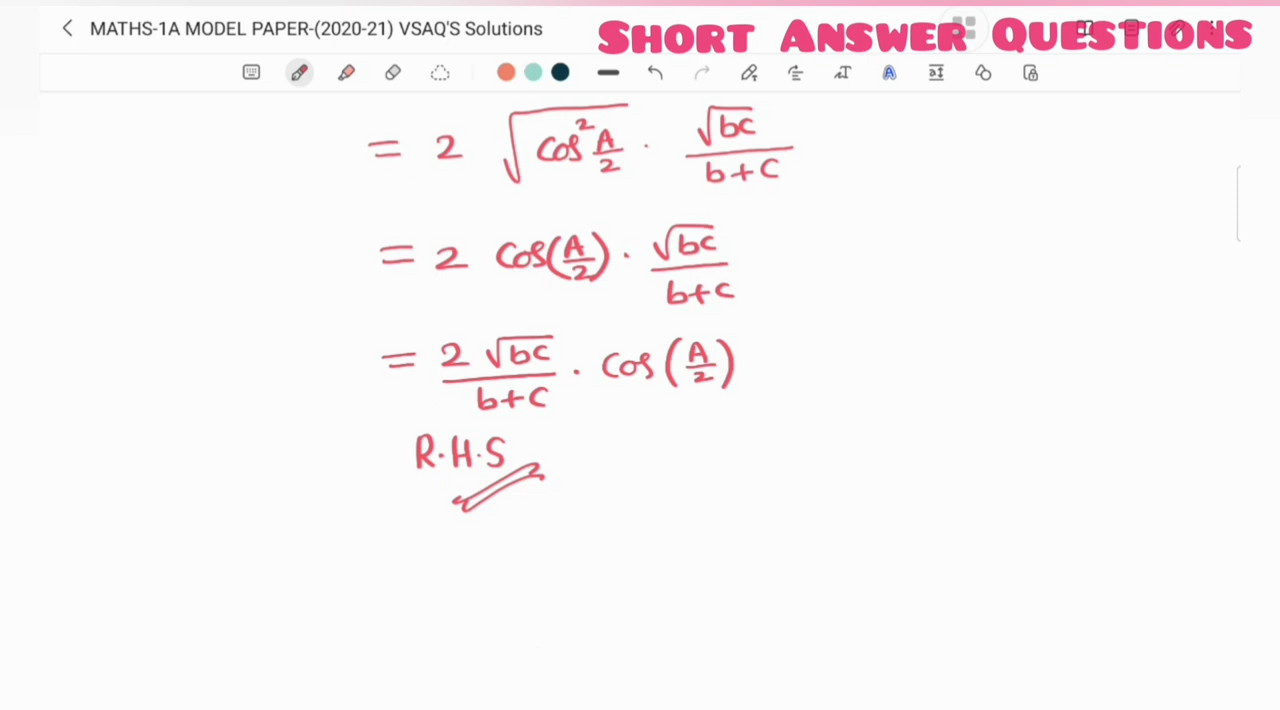 MATHS-1A MODEL PAPER-(2020-21) VSAQ'S Solutions
SHORT ANSWER QUESTIONS
= 2 √(cos² A/2) · √bc / b+c
= 2 cos(A/2) · √bc / b+c
= 2√bc / b+c · cos(A/2)
R.H.S